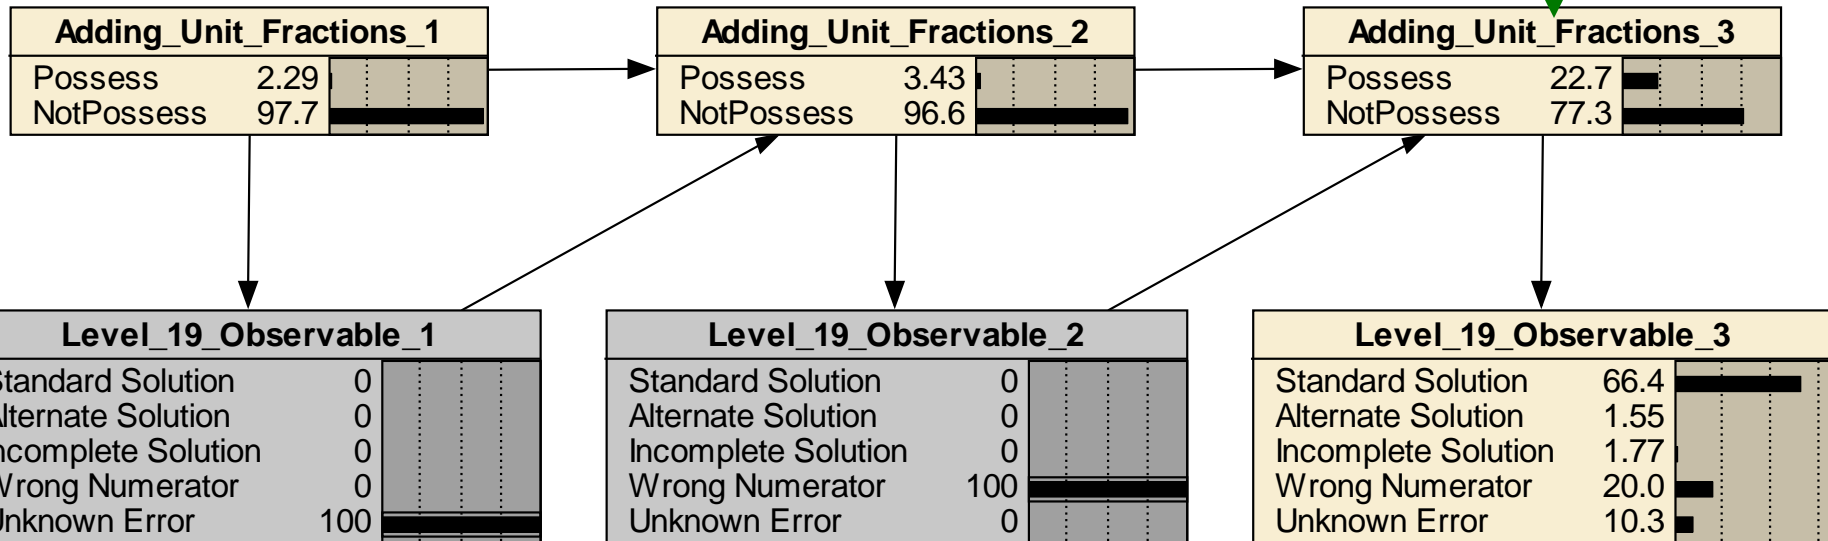 Adding_Unit_Fractions_1
Possess 2.29
NotPossess 97.7
Adding_Unit_Fractions_2
Possess 3.43
NotPossess 96.6
Adding_Unit_Fractions_3
Possess 22.7
NotPossess 77.3
Level_19_Observable_1
Standard Solution 0
Alternate Solution 0
Incomplete Solution 0
Wrong Numerator 0
Unknown Error 100
Level_19_Observable_2
Standard Solution 0
Alternate Solution 0
Incomplete Solution 0
Wrong Numerator 100
Unknown Error 0
Level_19_Observable_3
Standard Solution 66.4
Alternate Solution 1.55
Incomplete Solution 1.77
Wrong Numerator 20.0
Unknown Error 10.3